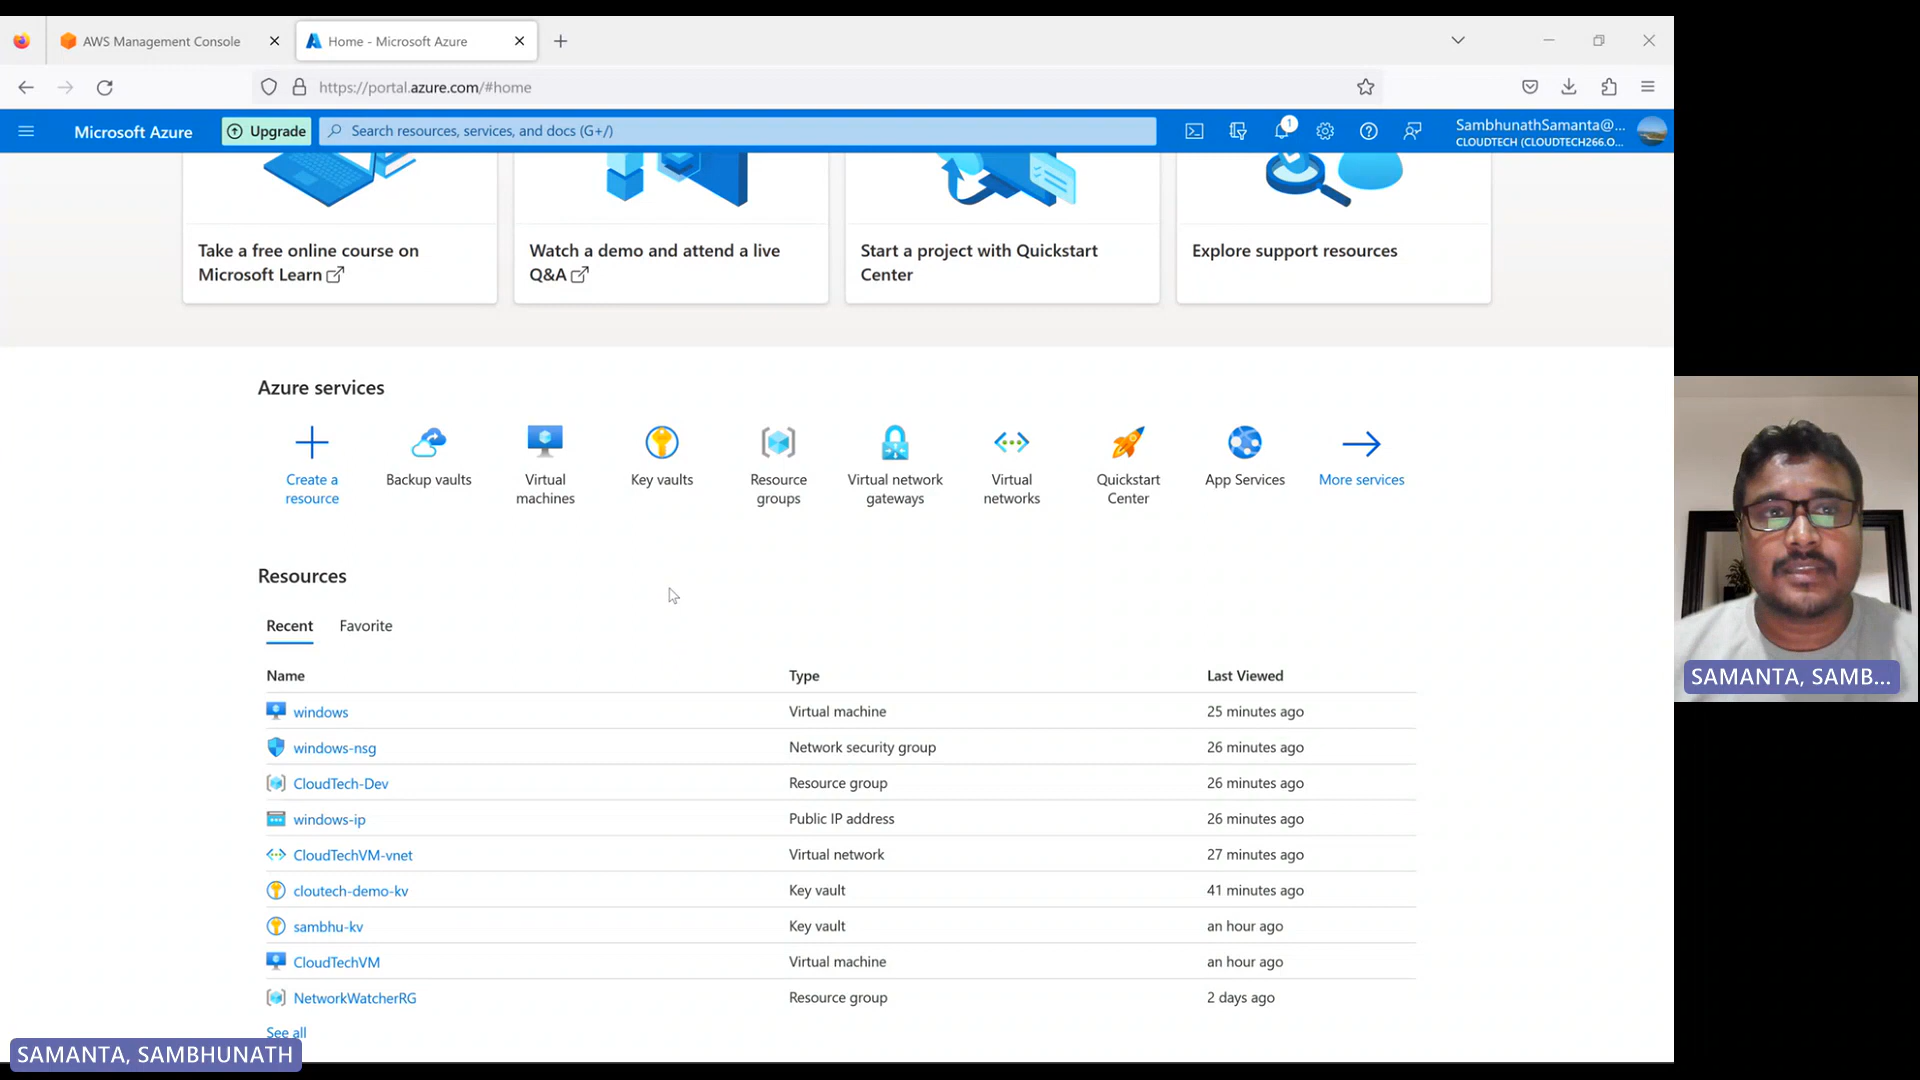 AWS Management Console
Home - Microsoft Azure
https://portal.azure.com/#home
Microsoft Azure
Upgrade
Search resources, services, and docs (G+/)
1
SambhunathSamanta@...
CLOUDTECH (CLOUDTECH266.O...
Take a free online course on
Microsoft Learn
Watch a demo and attend a live
Q&A
Start a project with Quickstart
Center
Explore support resources
Azure services
Create a
resource
Backup vaults
Virtual
machines
Key vaults
Resource
groups
Virtual network
gateways
Virtual
networks
Quickstart
Center
App Services
More services
Resources
Recent Favorite
Name Type Last Viewed
windows Virtual machine 25 minutes ago
windows-nsg Network security group 26 minutes ago
CloudTech-Dev Resource group 26 minutes ago
windows-ip Public IP address 26 minutes ago
CloudTechVM-vnet Virtual network 27 minutes ago
cloutech-demo-kv Key vault 41 minutes ago
sambhu-kv Key vault an hour ago
CloudTechVM Virtual machine an hour ago
NetworkWatcherRG Resource group 2 days ago
See all
SAMANTA, SAMBHUNATH
SAMANTA, SAMB...